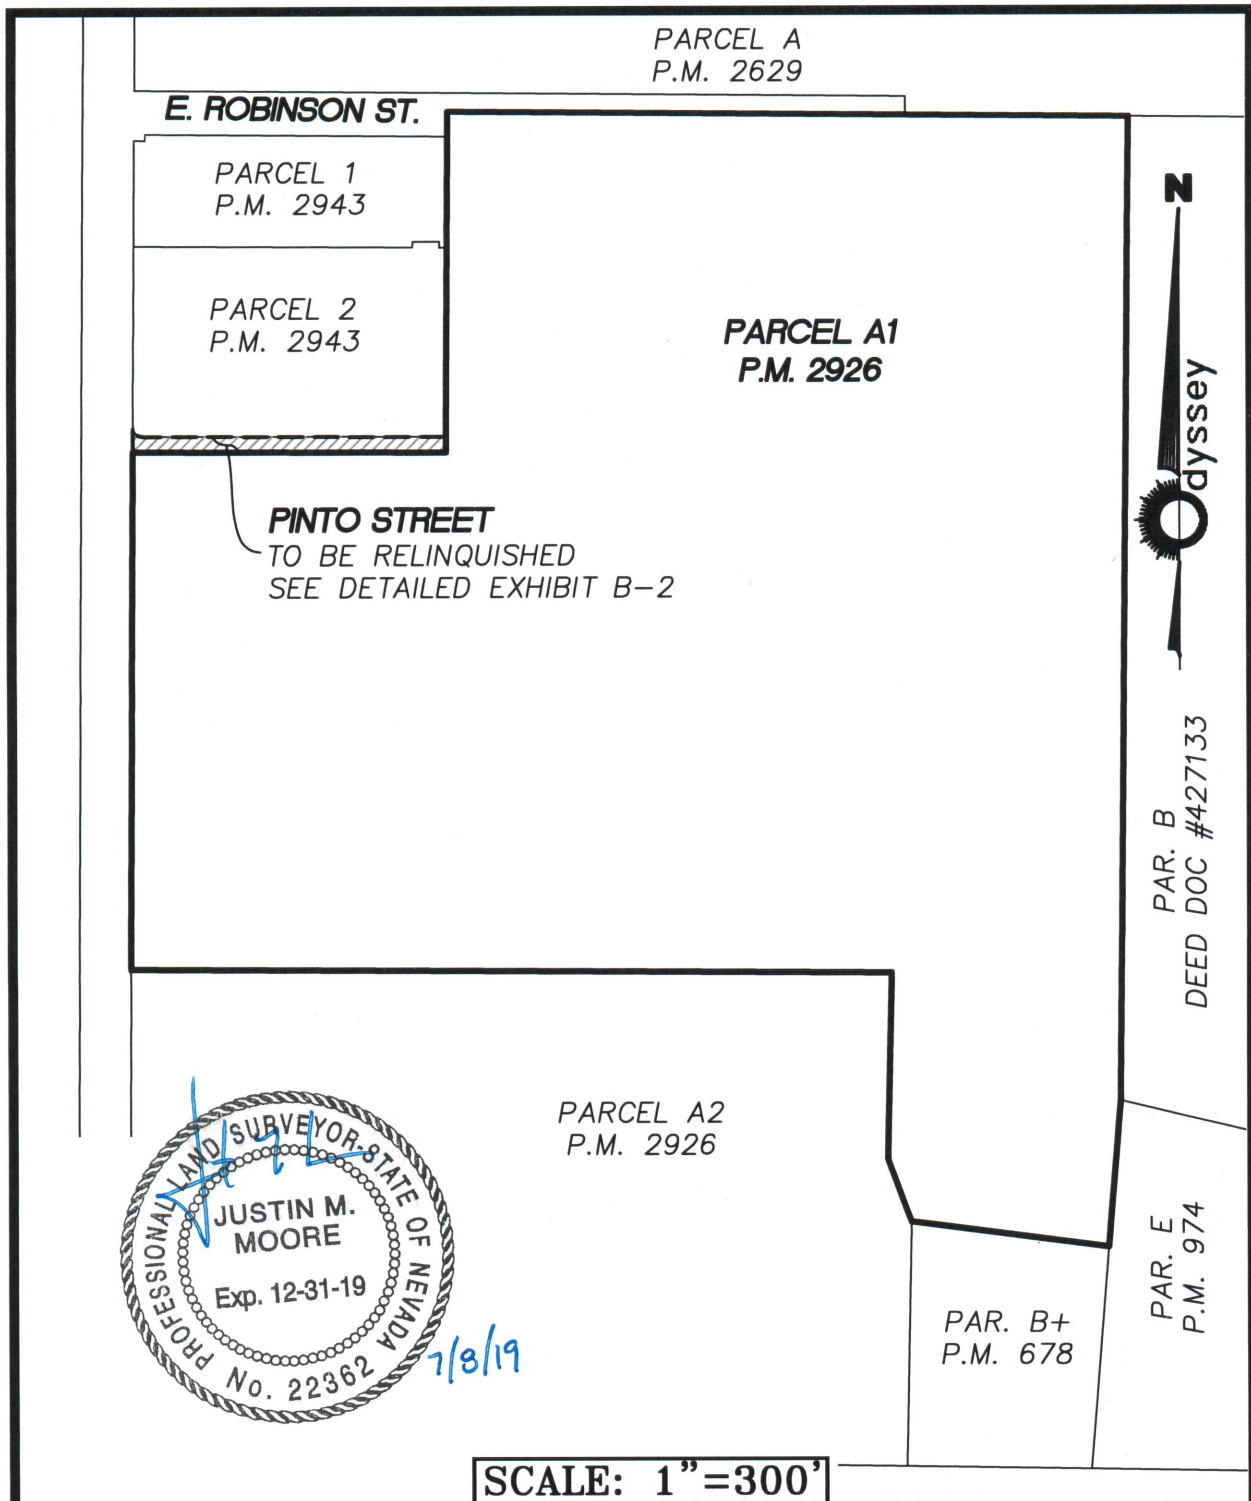 PARCEL A
P.M. 2629
E. ROBINSON ST.
PARCEL 1
P.M. 2943
N
PARCEL 2
P.M. 2943
PARCEL A1
P.M. 2926
dyssey
PINTO STREET
TO BE RELINQUISHED
SEE DETAILED EXHIBIT B-2
PAR. B
DEED DOC #427133
PARCEL A2
P.M. 2926
PROFESSIONAL LAND SURVEYOR-STATE OF NEVADA
JUSTIN M.
MOORE
Exp. 12-31-19
No. 22362
7/8/19
PAR. E
P.M. 974
PAR. B+
P.M. 678
SCALE: 1"=300'